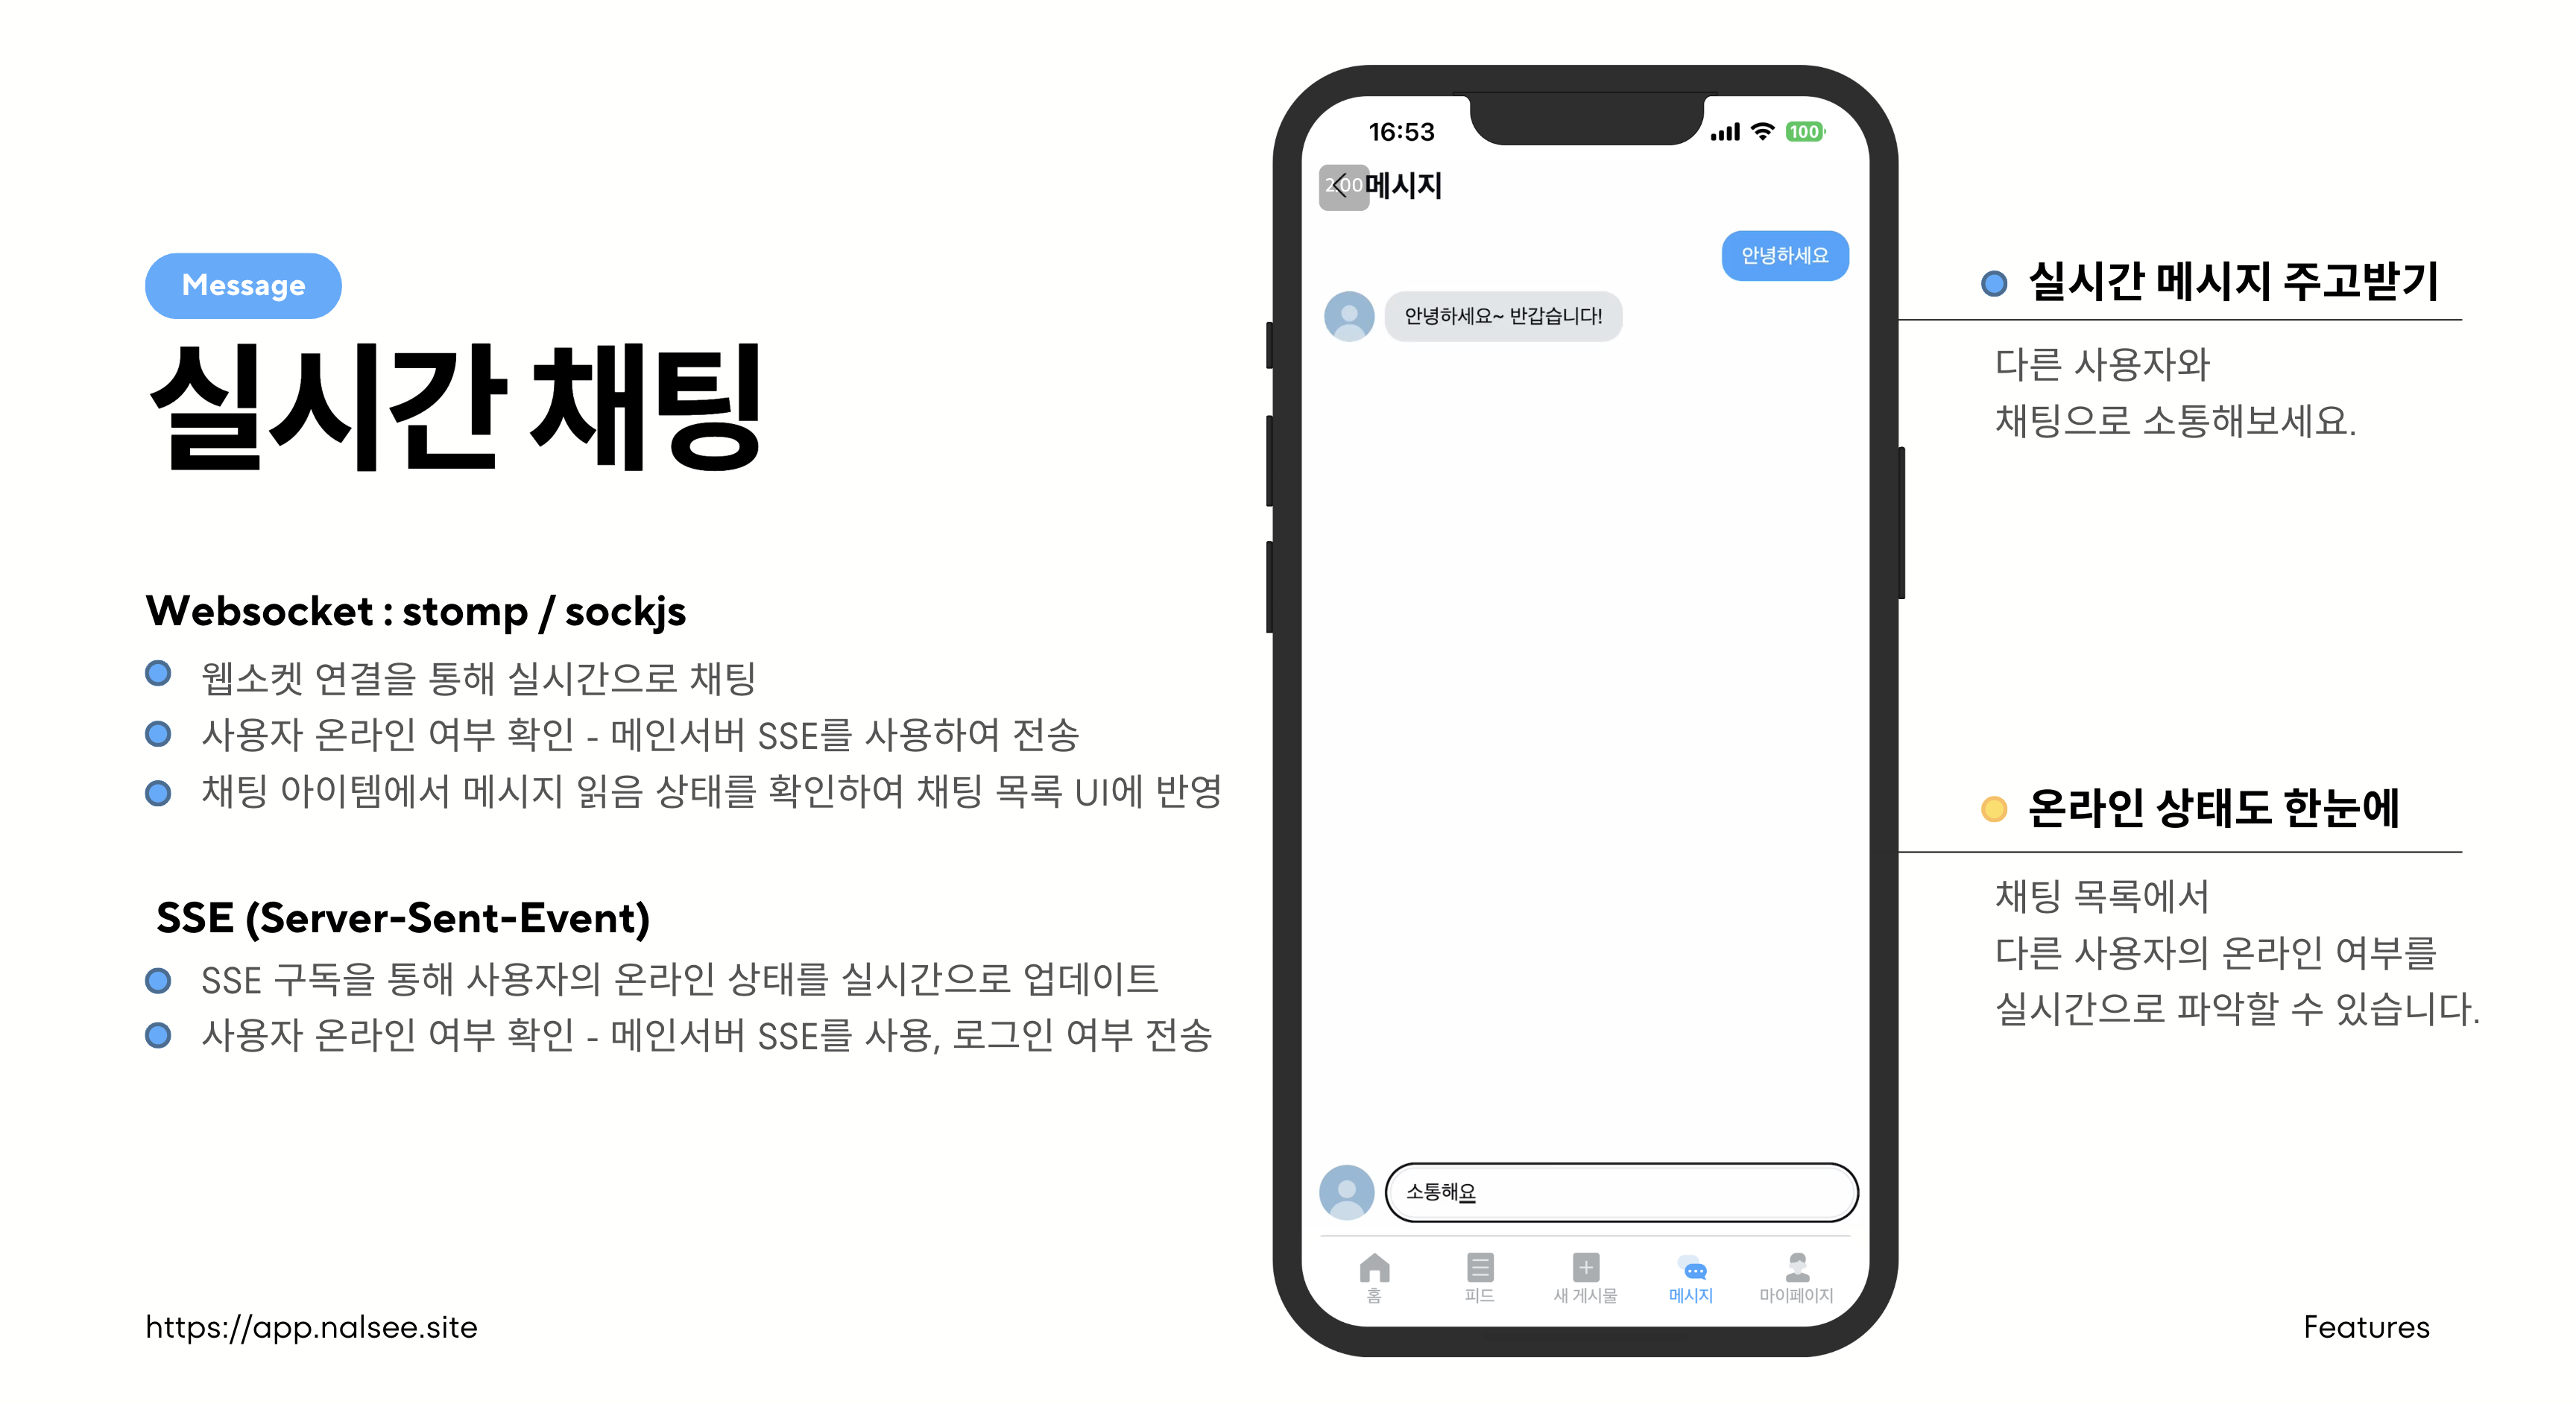 Message
실시간 채팅
Websocket : stomp / sockjs
웹소켓 연결을 통해 실시간으로 채팅
사용자 온라인 여부 확인 - 메인서버 SSE를 사용하여 전송
채팅 아이템에서 메시지 읽음 상태를 확인하여 채팅 목록 UI에 반영
SSE (Server-Sent-Event)
SSE 구독을 통해 사용자의 온라인 상태를 실시간으로 업데이트
사용자 온라인 여부 확인 - 메인서버 SSE를 사용, 로그인 여부 전송
https://app.nalsee.site
16:53
100
2:00
메시지
안녕하세요
안녕하세요~ 반갑습니다!
소통해요
홈
피드
새 게시물
메시지
마이페이지
실시간 메시지 주고받기
다른 사용자와
채팅으로 소통해보세요.
온라인 상태도 한눈에
채팅 목록에서
다른 사용자의 온라인 여부를
실시간으로 파악할 수 있습니다.
Features